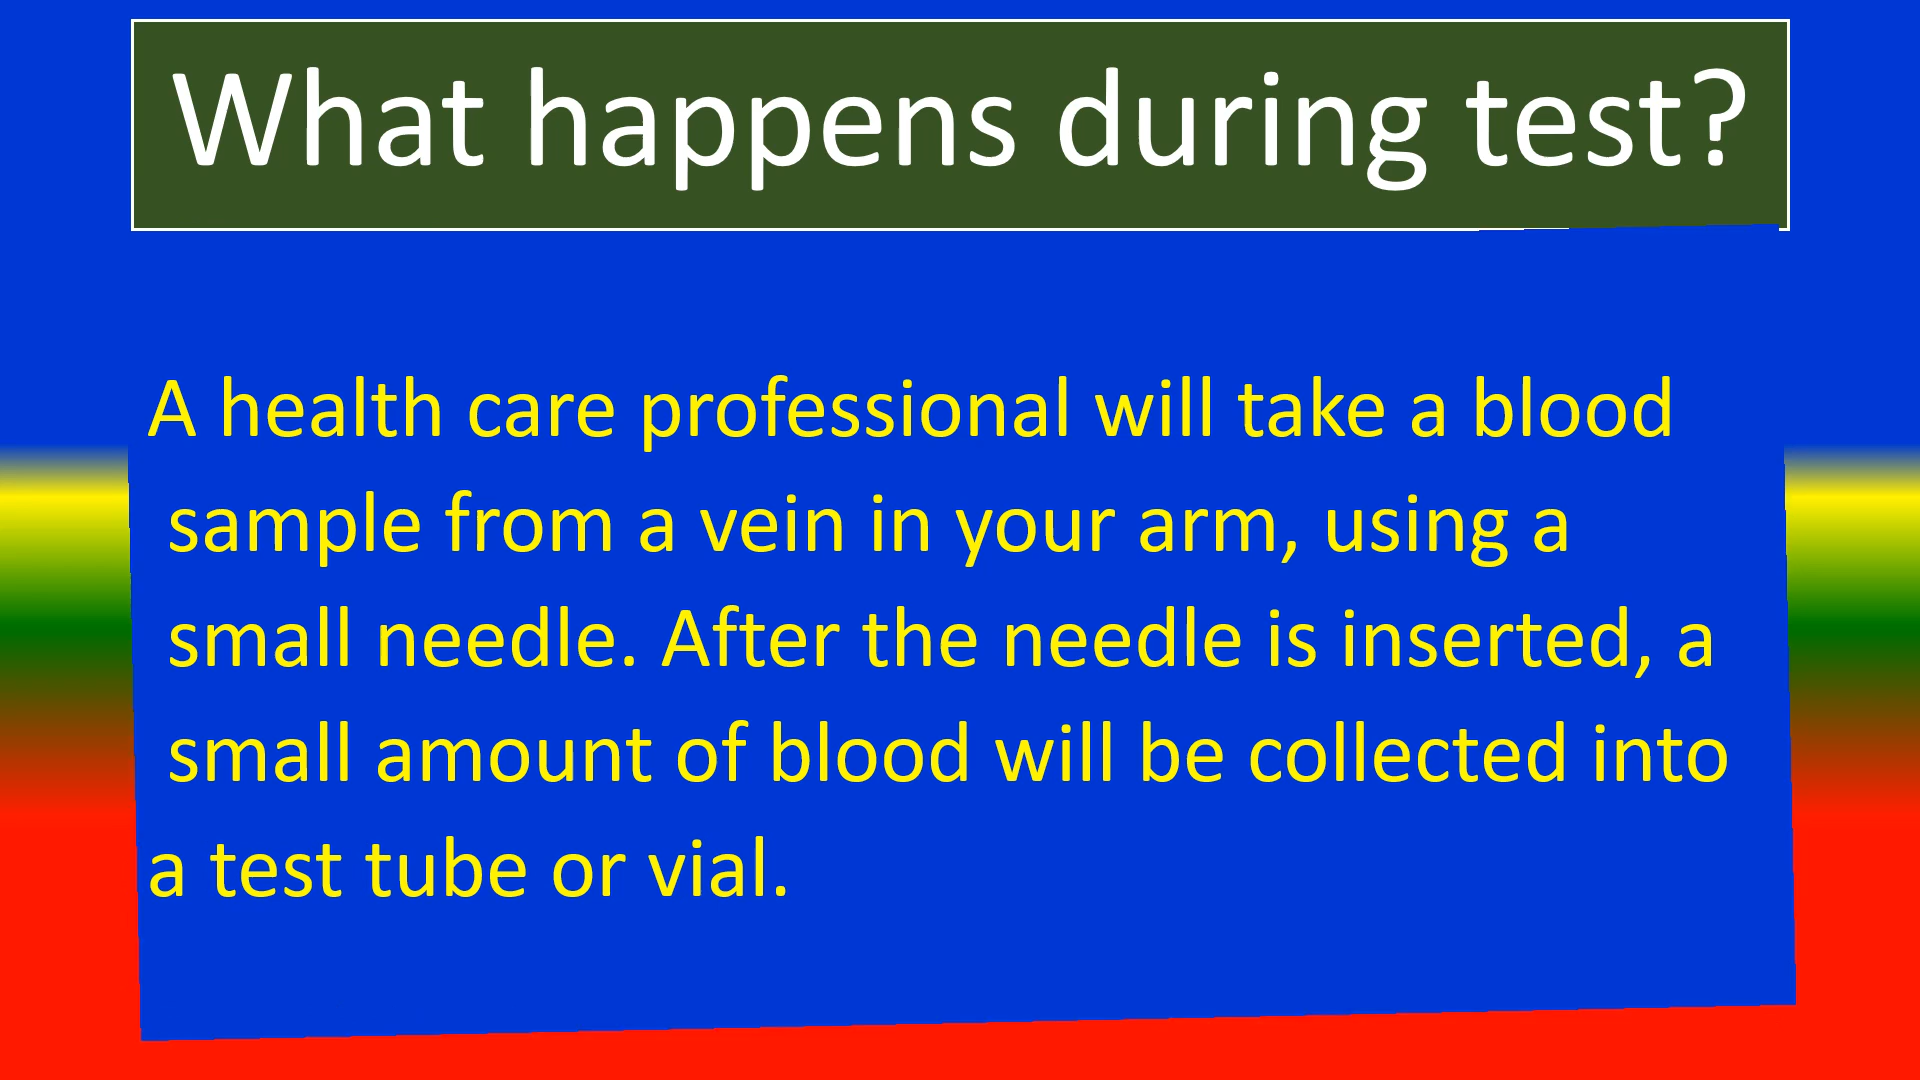 What happens during test?
A health care professional will take a blood
sample from a vein in your arm, using a
small needle. After the needle is inserted, a
small amount of blood will be collected into
a test tube or vial.